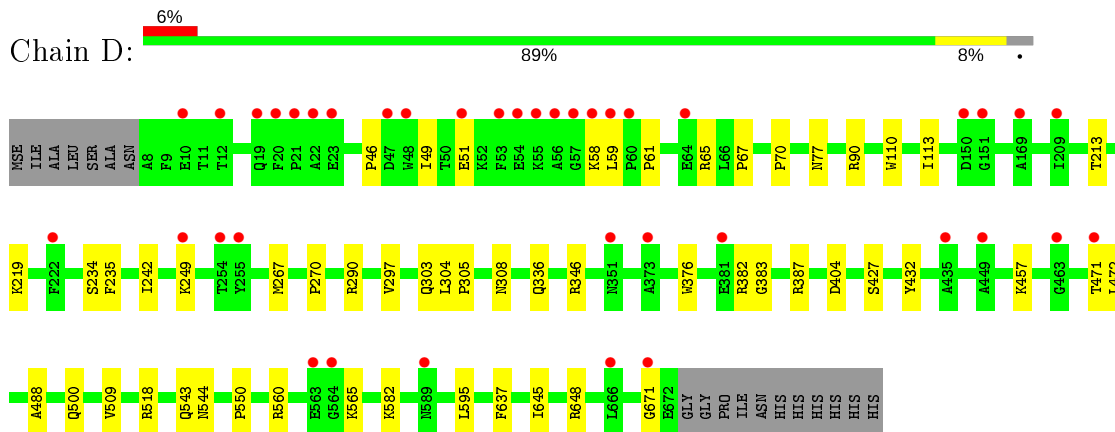 6%
Chain D:
89%
8%
MSE ILE ALA LEU SER ALA ASN A8 F9 E10 T11 T12 Q19 F20 P21 A22 E23 P46 D47 W48 I49 T50 E51 K52 F53 E54 K55 A56 G57 K58 L59 P60 P61 E64 R65 L66 P67 P70 N77 R90 W110 I113 D150 G151 A169 I209 T213
K219 F222 S234 F235 I242 K249 T254 Y255 M267 P270 R290 V297 Q303 L304 P305 N308 Q336 R346 N351 A373 W376 E381 R382 G383 R387 D404 S427 Y432 A435 A449 K457 G463 T471 L472
A488 Q500 V509 R518 Q543 N544 P550 R560 E563 G564 K565 K582 N589 L595 F637 I645 R648 L666 G671 E672 GLY GLY PRO ILE ASN HIS HIS HIS HIS HIS HIS